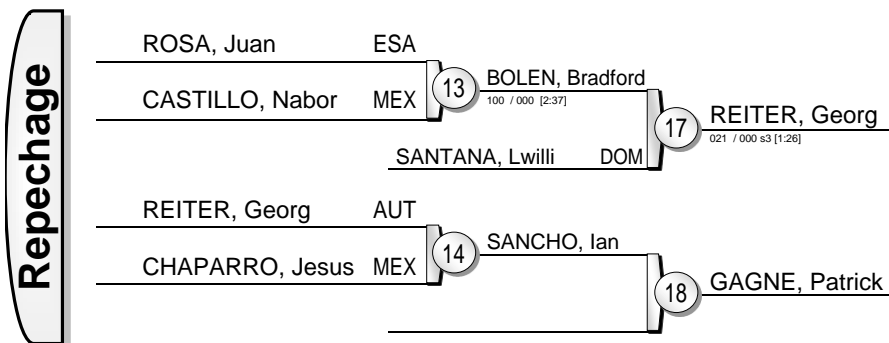 Repechage
ROSA, Juan ESA
CASTILLO, Nabor MEX
13
BOLEN, Bradford
100 / 000 [2:37]
SANTANA, Lwilli DOM
17
REITER, Georg
021 / 000 s3 [1:26]
REITER, Georg AUT
CHAPARRO, Jesus MEX
14
SANCHO, Ian
18
GAGNE, Patrick